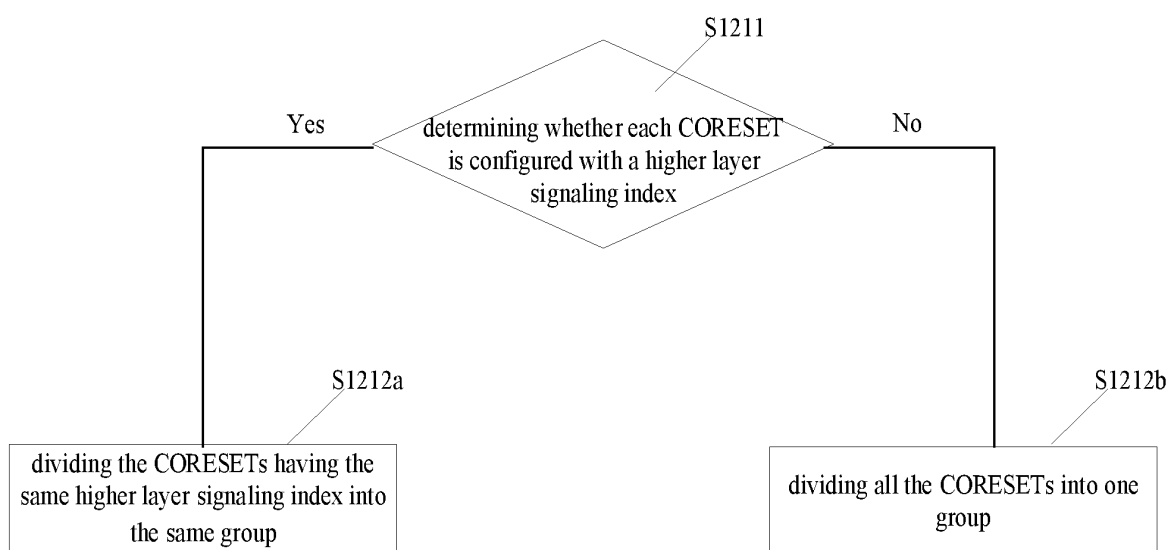 S1211
Yes
No
determining whether each CORESET
is configured with a higher layer
signaling index
S1212a
S1212b
dividing the CORESETs having the
same higher layer signaling index into
the same group
dividing all the CORESETs into one
group